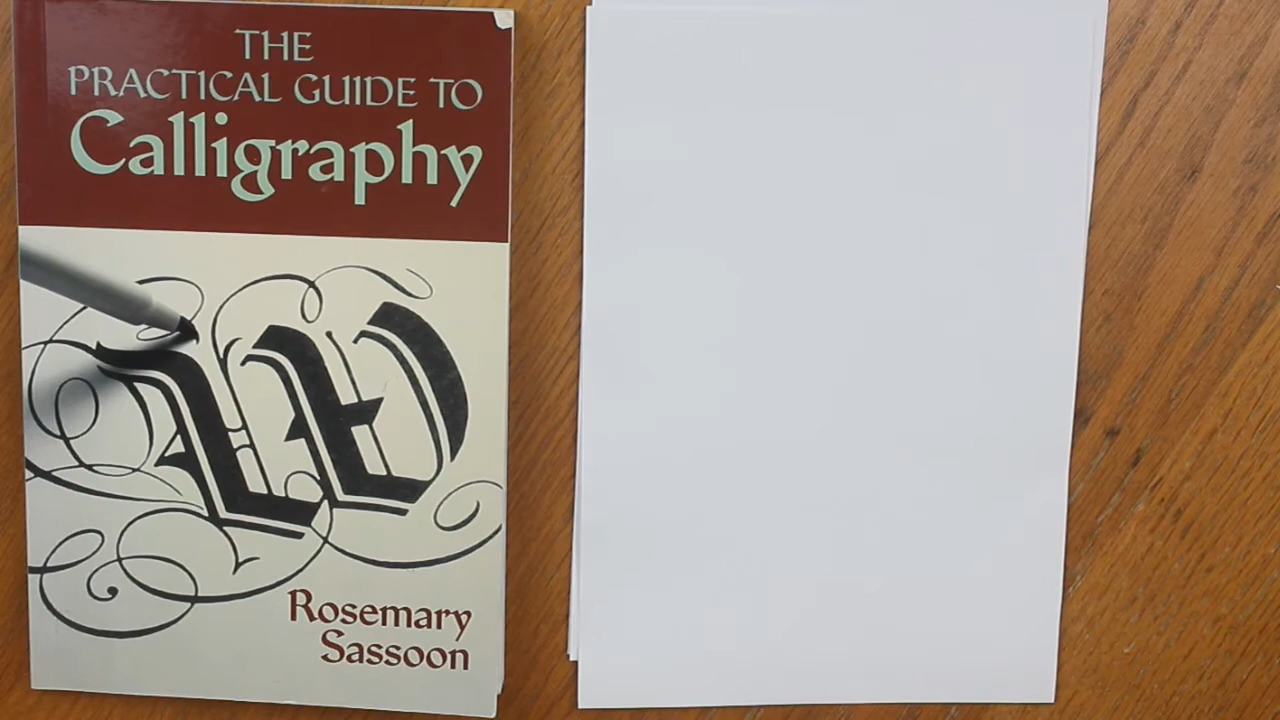 THE
PRACTICAL GUIDE TO
Calligraphy
W
Rosemary
Sassoon